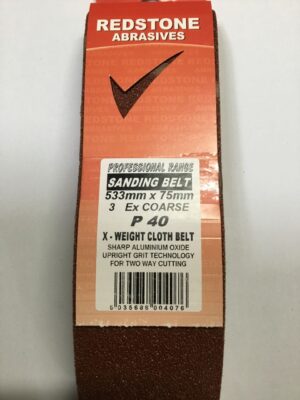 REDSTONE
ABRASIVES
PROFESSIONAL RANGE
SANDING BELT
533mm x 75mm
3 Ex COARSE
P 40
X - WEIGHT CLOTH BELT
SHARP ALUMINIUM OXIDE
UPRIGHT GRIT TECHNOLOGY
FOR TWO WAY CUTTING
5 035688 004076